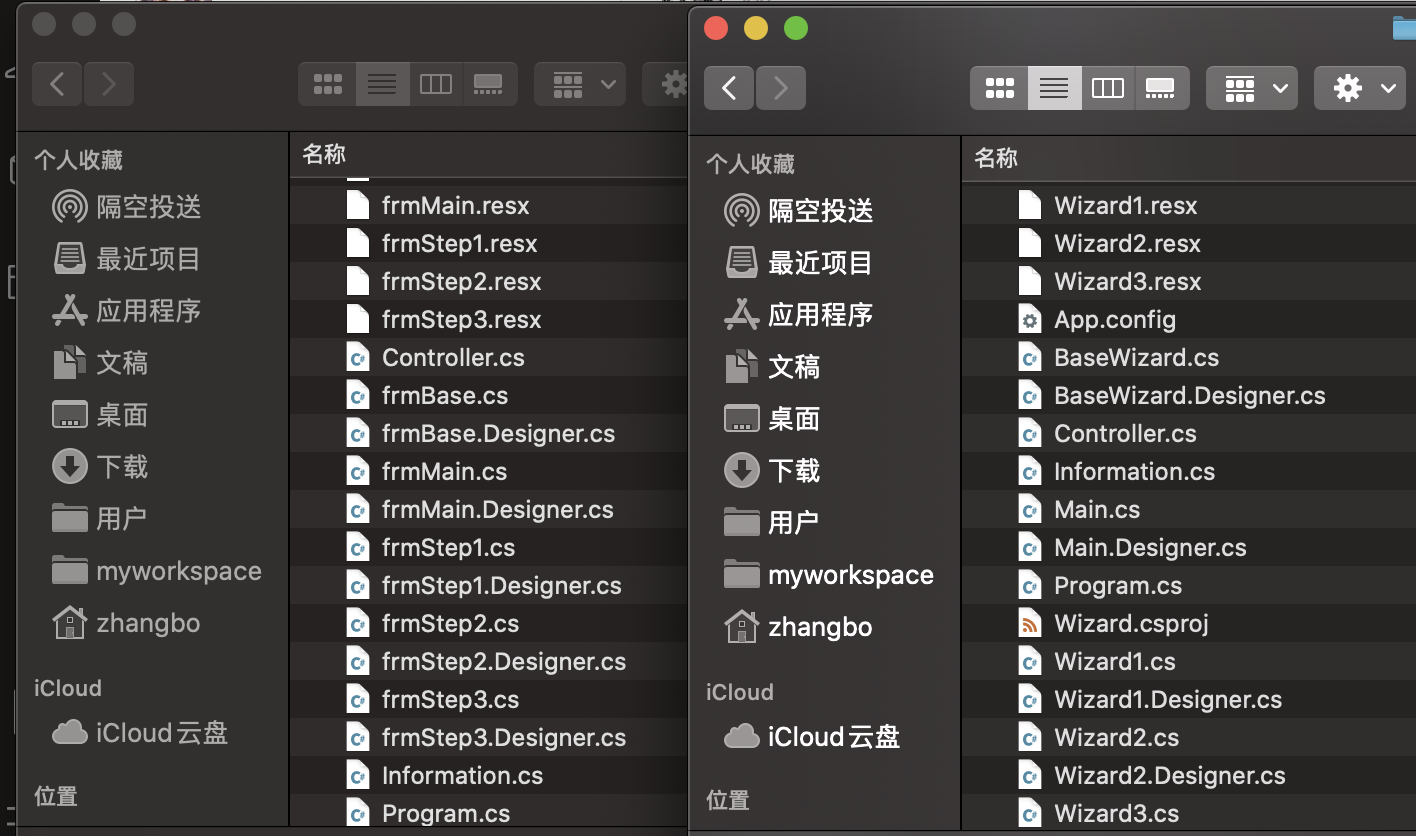 个人收藏
隔空投送
最近项目
应用程序
文稿
桌面
下载
用户
myworkspace
zhangbo
iCloud
iCloud 云盘
位置
名称
frmMain.resx
frmStep1.resx
frmStep2.resx
frmStep3.resx
Controller.cs
frmBase.cs
frmBase.Designer.cs
frmMain.cs
frmMain.Designer.cs
frmStep1.cs
frmStep1.Designer.cs
frmStep2.cs
frmStep2.Designer.cs
frmStep3.cs
frmStep3.Designer.cs
Information.cs
Program.cs
个人收藏
隔空投送
最近项目
应用程序
文稿
桌面
下载
用户
myworkspace
zhangbo
iCloud
iCloud 云盘
位置
名称
Wizard1.resx
Wizard2.resx
Wizard3.resx
App.config
BaseWizard.cs
BaseWizard.Designer.cs
Controller.cs
Information.cs
Main.cs
Main.Designer.cs
Program.cs
Wizard.csproj
Wizard1.cs
Wizard1.Designer.cs
Wizard2.cs
Wizard2.Designer.cs
Wizard3.cs